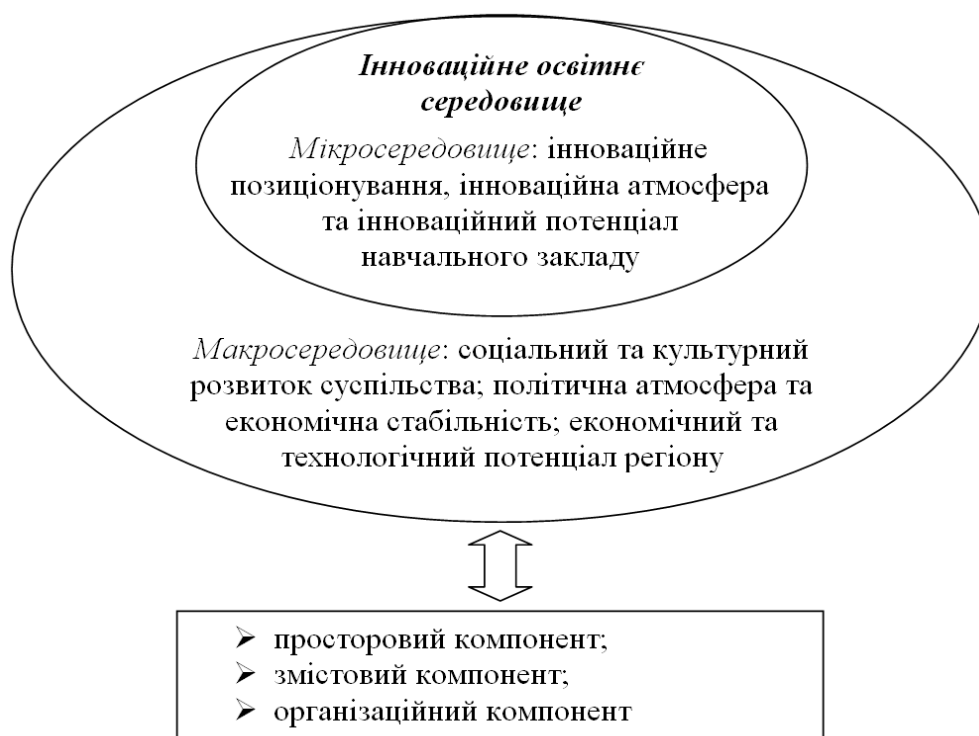 Інноваційне освітнє
середовище
Мікросередовище: інноваційне
позиціонування, інноваційна атмосфера
та інноваційний потенціал
навчального закладу
Макросередовище: соціальний та культурний
розвиток суспільства; політична атмосфера та
економічна стабільність; економічний та
технологічний потенціал регіону
➢ просторовий компонент;
➢ змістовий компонент;
➢ організаційний компонент